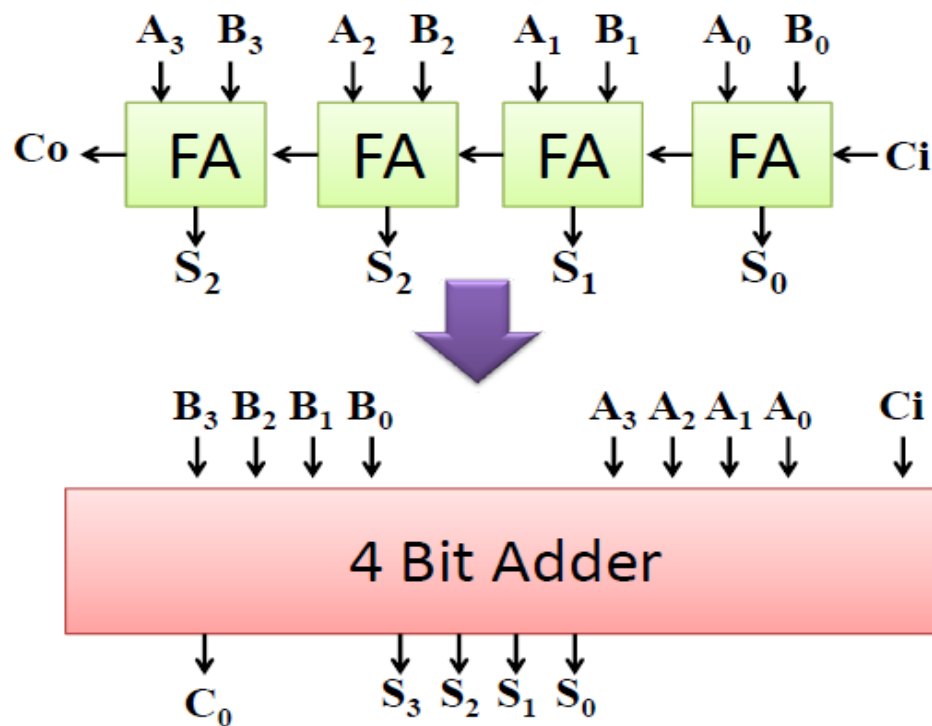 A₃ B₃ A₂ B₂ A₁ B₁ A₀ B₀
Co FA FA FA FA Ci
S₂ S₂ S₁ S₀
B₃ B₂ B₁ B₀ A₃ A₂ A₁ A₀ Ci
4 Bit Adder
C₀ S₃ S₂ S₁ S₀